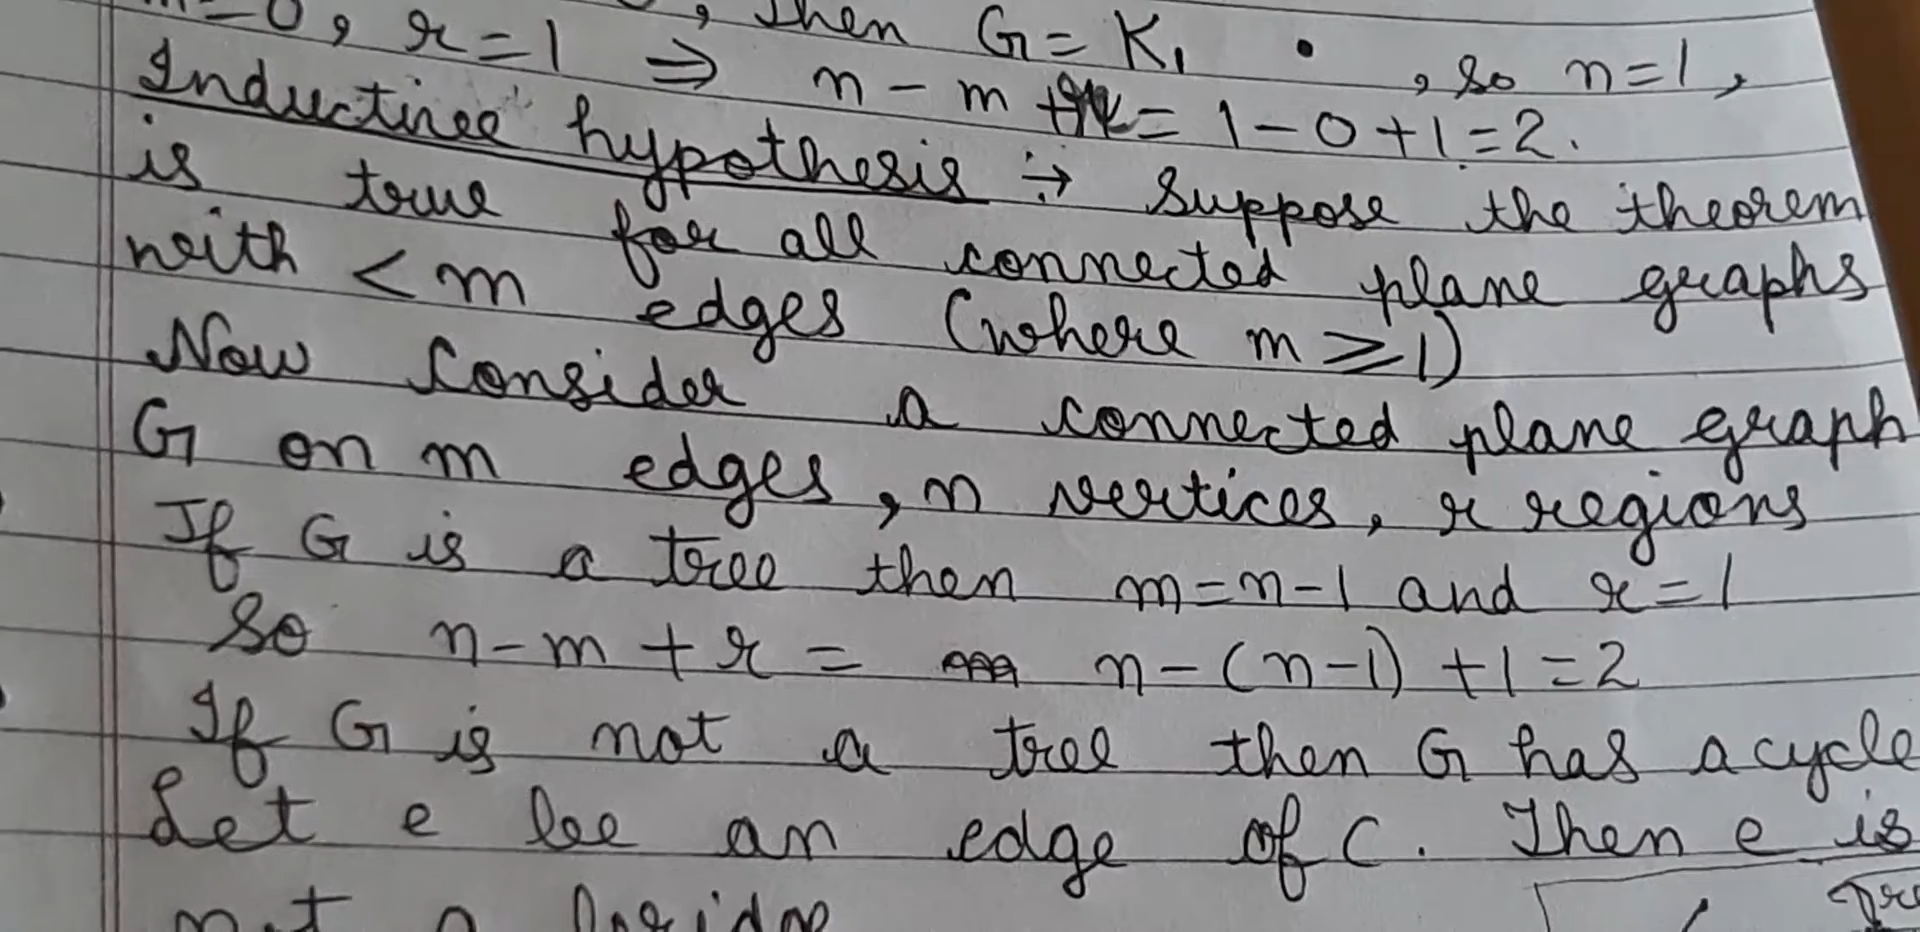 m=0, r=1 ⇒ n - m + r = 1-0+1=2.
, Then G = K₁ • , so n=1,
Inductive hypothesis :→ Suppose the theorem
is true for all connected plane graphs
with < m edges (where m ≥ 1)
Now Consider a connected plane graph
G on m edges, n vertices, r regions
If G is a tree then m=n-1 and r=1
So n-m+r = n-(n-1) +1=2
If G is not a tree then G has a cycle
Let e be an edge of C. Then e is
not a bridge